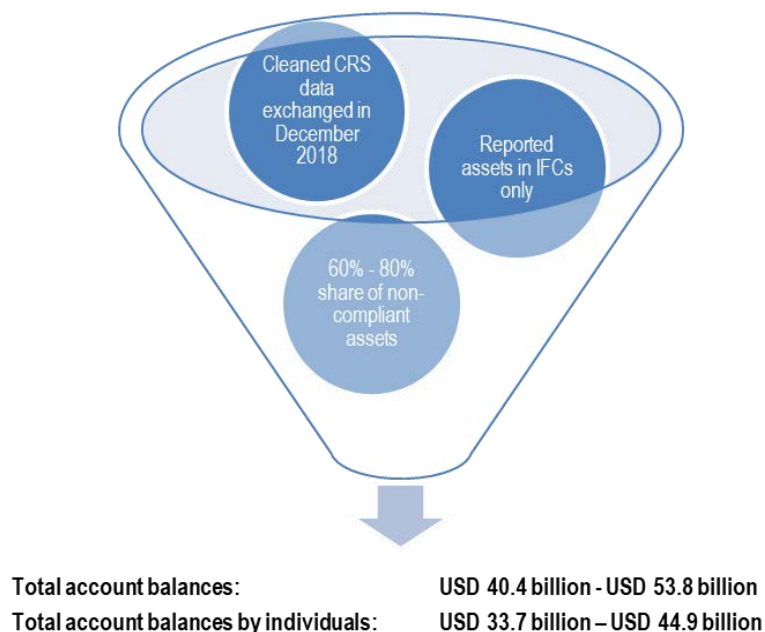 Cleaned CRS
data
exchanged in
December
2018
Reported
assets in IFCs
only
60% - 80%
share of non-
compliant
assets
Total account balances: USD 40.4 billion - USD 53.8 billion
Total account balances by individuals: USD 33.7 billion – USD 44.9 billion